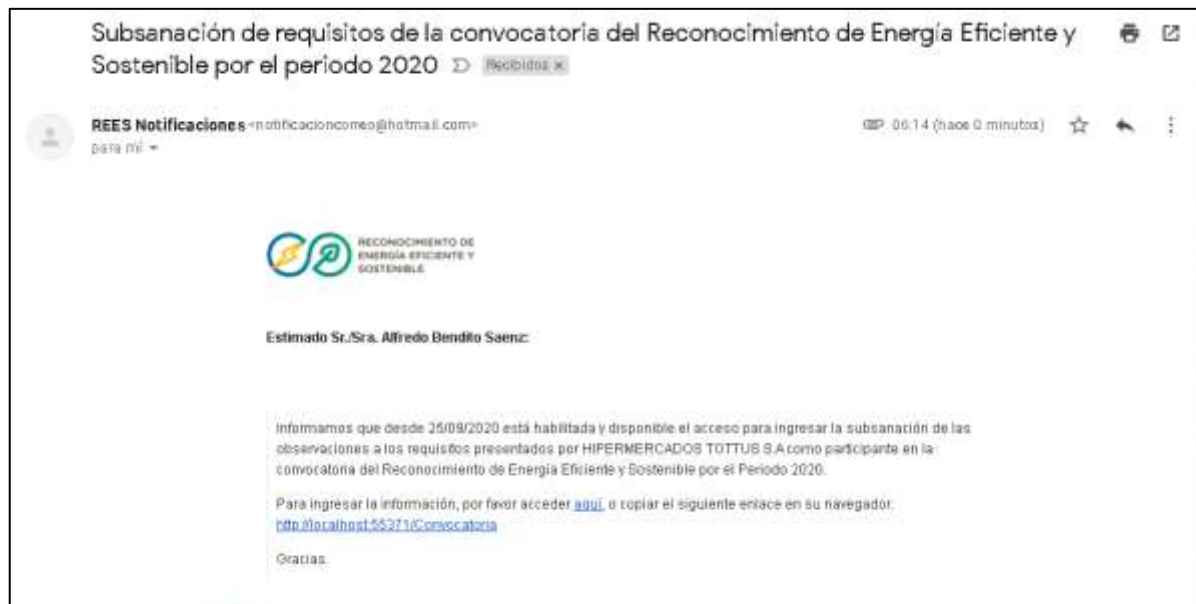 Subsanación de requisitos de la convocatoria del Reconocimiento de Energía Eficiente y
Sostenible por el periodo 2020 Recibidos x
REES Notificaciones <notificacioncorreo@hotmail.com> 06:14 (hace 0 minutos)
para mí
RECONOCIMIENTO DE
ENERGÍA EFICIENTE Y
SOSTENIBLE
Estimado Sr./Sra. Alfredo Bendito Saenz:
Informamos que desde 25/09/2020 está habilitada y disponible el acceso para ingresar la subsanación de las
observaciones a los requisitos presentados por HIPERMERCADOS TOTTUS S.A como participante en la
convocatoria del Reconocimiento de Energía Eficiente y Sostenible por el Periodo 2020.
Para ingresar la información, por favor acceder aquí, o copiar el siguiente enlace en su navegador:
http://localhost:55371/Convocatoria
Gracias.